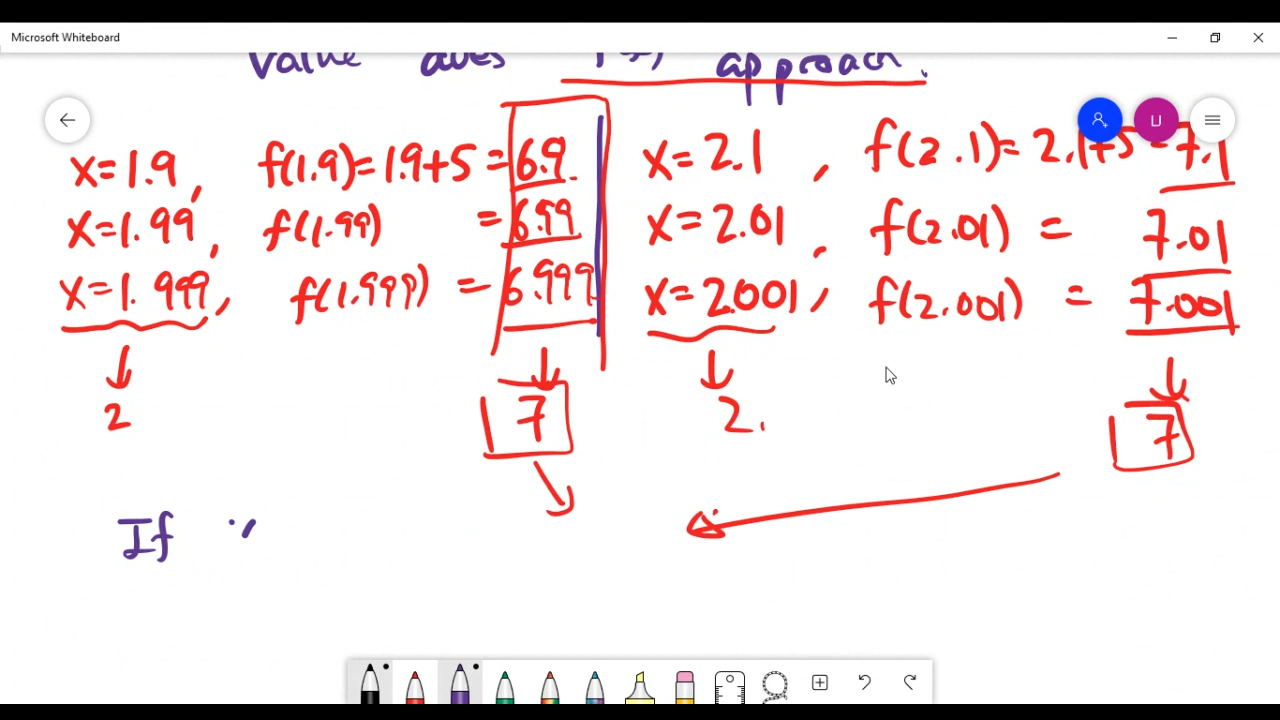 Microsoft Whiteboard
value does f(x) approach.
x=1.9, f(1.9)=1.9+5=6.9 x=2.1, f(2.1)=2.1+5=7.1
x=1.99, f(1.99) =6.99 x=2.01, f(2.01) = 7.01
x=1.999, f(1.999) =6.999 x=2.001, f(2.001) = 7.001
↓ ↓ ↓ ↓
2 7 2. 7
If